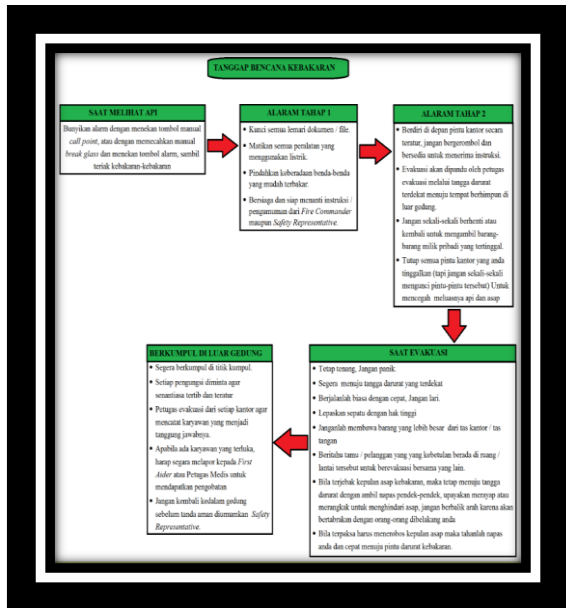 TANGGAP BENCANA KEBAKARAN
SAAT MELIHAT API
Bunyikan alarm dengan menekan tombol manual
call point, atau dengan memecahkan manual
break glass dan menekan tombol alarm, sambil
teriak kebakaran-kebakaran
ALARAM TAHAP 1
• Kunci semua lemari dokumen / file.
• Matikan semua peralatan yang
menggunakan listrik.
• Pindahkan keberadaan benda-benda
yang mudah terbakar.
• Bersiaga dan siap menanti instruksi /
pengumuman dari Fire Commander
maupun Safety Representative.
ALARAM TAHAP 2
• Berdiri di depan pintu kantor secara
teratur, jangan bergerombol dan
bersedia untuk menerima instruksi.
• Evakuasi akan dipandu oleh petugas
evakuasi melalui tangga darurat
terdekat menuju tempat berhimpun di
luar gedung.
• Jangan sekali-sekali berhenti atau
kembali untuk mengambil barang-
barang milik pribadi yang tertinggal.
• Tutup semua pintu kantor yang anda
tinggalkan (tapi jangan sekali-sekali
mengunci pintu-pintu tersebut) Untuk
mencegah meluasnya api dan asap
SAAT EVAKUASI
• Tetap tenang, Jangan panik.
• Segera menuju tangga darurat yang terdekat
• Berjalanlah biasa dengan cepat, Jangan lari.
• Lepaskan sepatu dengan hak tinggi
• Janganlah membawa barang yang lebih besar dari tas kantor / tas
tangan
• Beritahu tamu / pelanggan yang yang kebetulan berada di ruang /
lantai tersebut untuk berevakuasi bersama yang lain.
• Bila terjebak kepulan asap kebakaran, maka tetap menuju tangga
darurat dengan ambil napas pendek-pendek, upayakan merayap atau
merangkak untuk menghindari asap, jangan berbalik arah karena akan
bertabrakan dengan orang-orang dibelakang anda
• Bila terpaksa harus menerobos kepulan asap maka tahanlah napas
anda dan cepat menuju pintu darurat kebakaran.
BERKUMPUL DI LUAR GEDUNG
• Segera berkumpul di titik kumpul.
• Setiap pengungsi diminta agar
senantiasa tertib dan teratur
• Petugas evakuasi dari setiap kantor agar
mencatat karyawan yang menjadi
tanggung jawabnya.
• Apabila ada karyawan yang terluka,
harap segera melapor kepada First
Aider atau Petugas Medis untuk
mendapatkan pengobatan
• Jangan kembali kedalam gedung
sebelum tanda aman diumumkan Safety
Representative.